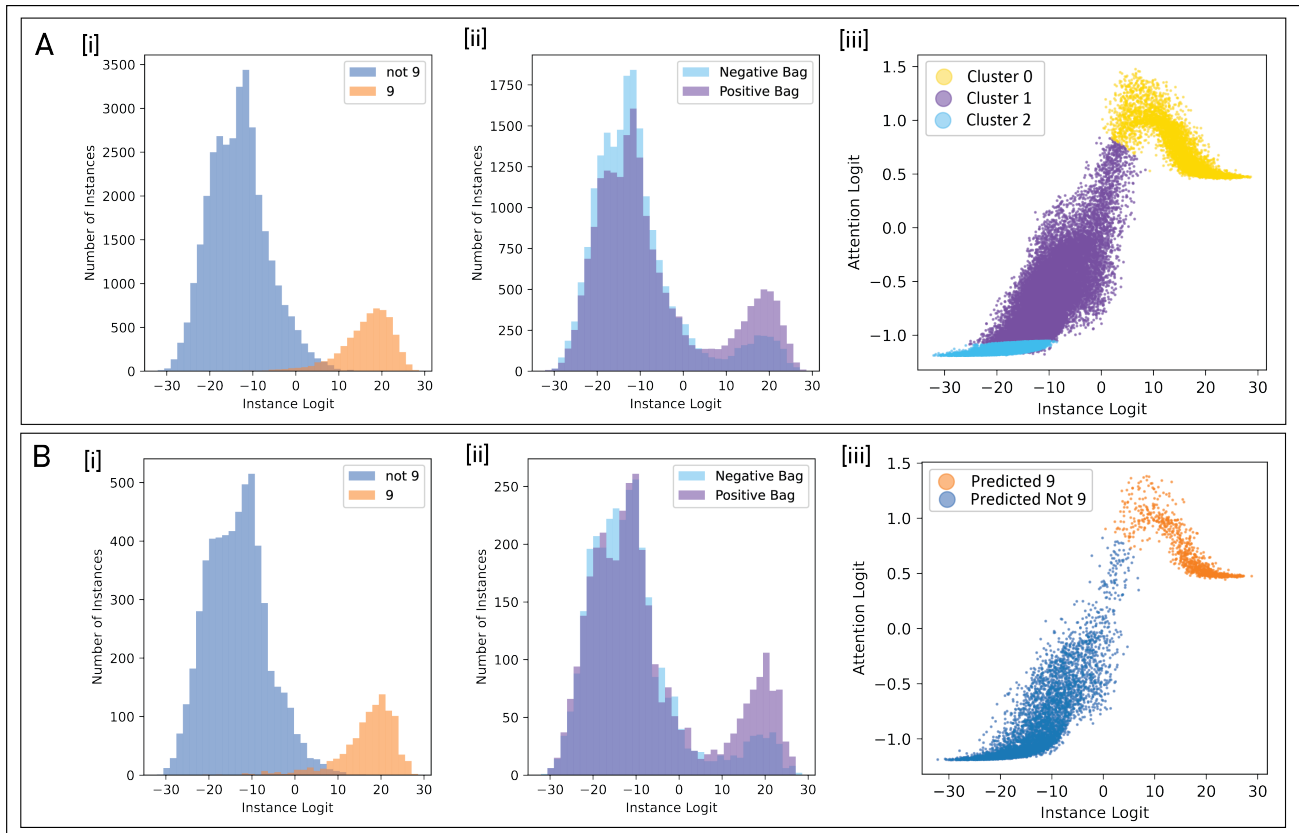 A
[i]
3500
3000
2500
2000
1500
1000
500
0
Number of Instances
−30 −20 −10 0 10 20 30
Instance Logit
not 9
9
[ii]
1750
1500
1250
1000
750
500
250
0
Number of Instances
−30 −20 −10 0 10 20 30
Instance Logit
Negative Bag
Positive Bag
[iii]
1.5
1.0
0.5
0.0
−0.5
−1.0
Attention Logit
−30 −20 −10 0 10 20 30
Instance Logit
Cluster 0
Cluster 1
Cluster 2
B
[i]
500
400
300
200
100
0
Number of Instances
−30 −20 −10 0 10 20 30
Instance Logit
not 9
9
[ii]
250
200
150
100
50
0
Number of Instances
−30 −20 −10 0 10 20 30
Instance Logit
Negative Bag
Positive Bag
[iii]
1.5
1.0
0.5
0.0
−0.5
−1.0
Attention Logit
−30 −20 −10 0 10 20 30
Instance Logit
Predicted 9
Predicted Not 9